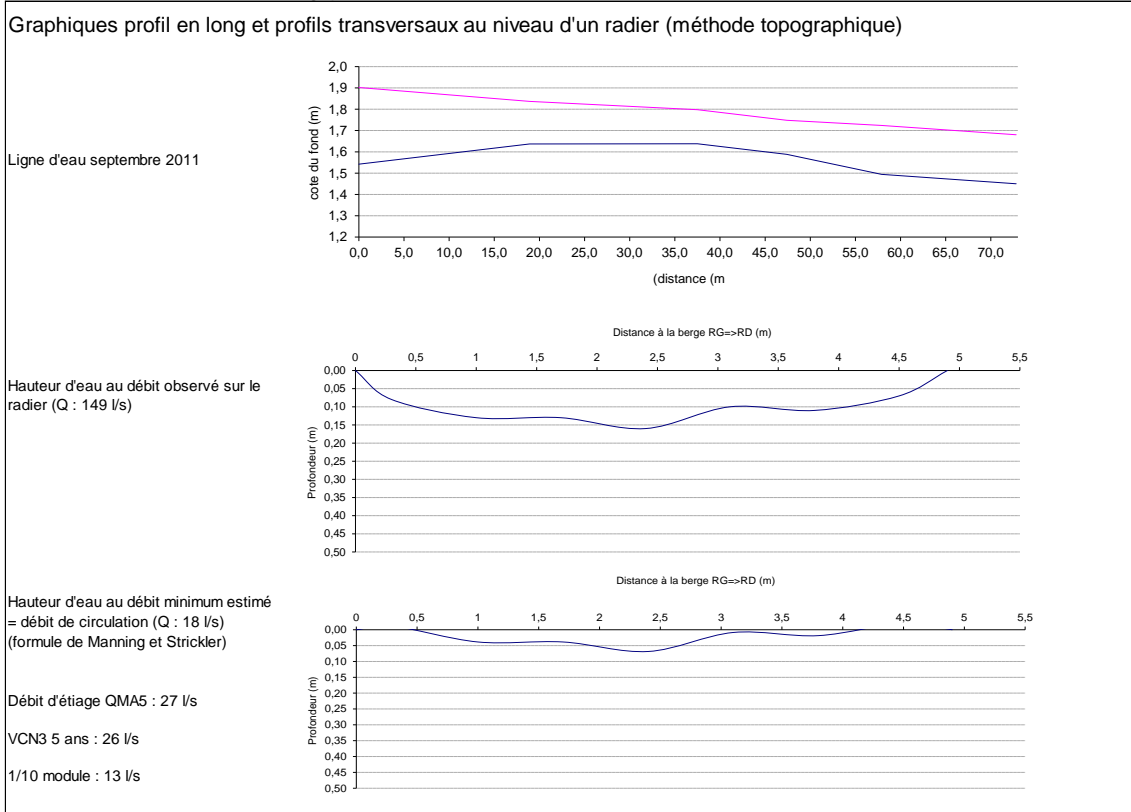 Graphiques profil en long et profils transversaux au niveau d'un radier (méthode topographique)
Ligne d'eau septembre 2011
cote du fond (m)
2,0
1,9
1,8
1,7
1,6
1,5
1,4
1,3
1,2
0,0 5,0 10,0 15,0 20,0 25,0 30,0 35,0 40,0 45,0 50,0 55,0 60,0 65,0 70,0
(distance (m
Hauteur d'eau au débit observé sur le
radier (Q : 149 l/s)
Distance à la berge RG=>RD (m)
0 0,5 1 1,5 2 2,5 3 3,5 4 4,5 5 5,5
Profondeur (m)
0,00
0,05
0,10
0,15
0,20
0,25
0,30
0,35
0,40
0,45
0,50
Hauteur d'eau au débit minimum estimé
= débit de circulation (Q : 18 l/s)
(formule de Manning et Strickler)
Débit d'étiage QMA5 : 27 l/s
VCN3 5 ans : 26 l/s
1/10 module : 13 l/s
Distance à la berge RG=>RD (m)
0 0,5 1 1,5 2 2,5 3 3,5 4 4,5 5 5,5
Profondeur (m)
0,00
0,05
0,10
0,15
0,20
0,25
0,30
0,35
0,40
0,45
0,50